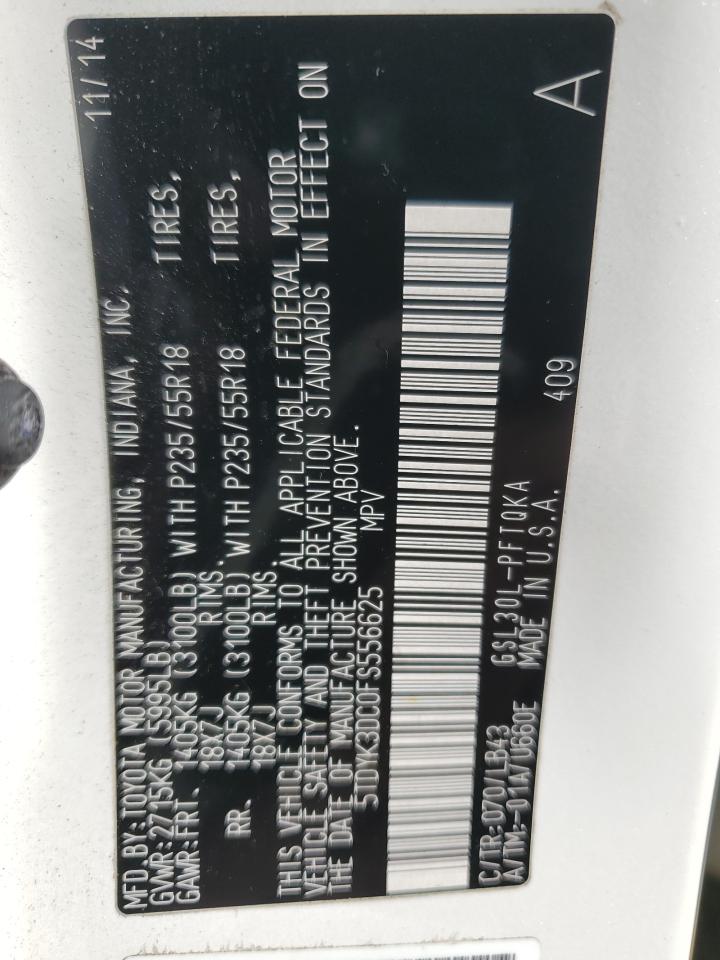 MFD.BY:TOYOTA MOTOR MANUFACTURING, INDIANA, INC. 11/14
GVWR:2715KG (5995LB)
GAWR:FRT. 1405KG (3100LB) WITH P235/55R18 TIRES,
18X7J RIMS.
RR. 1405KG (3100LB) WITH P235/55R18 TIRES,
18X7J RIMS.
THIS VEHICLE CONFORMS TO ALL APPLICABLE FEDERAL MOTOR
VEHICLE SAFETY AND THEFT PREVENTION STANDARDS IN EFFECT ON
THE DATE OF MANUFACTURE SHOWN ABOVE.
5TDYK3DC0FS556625 MPV
C/TR:070/LB43 GSL30L-PFTQKA 409 A
A/TM:-01A/U660E MADE IN U.S.A.